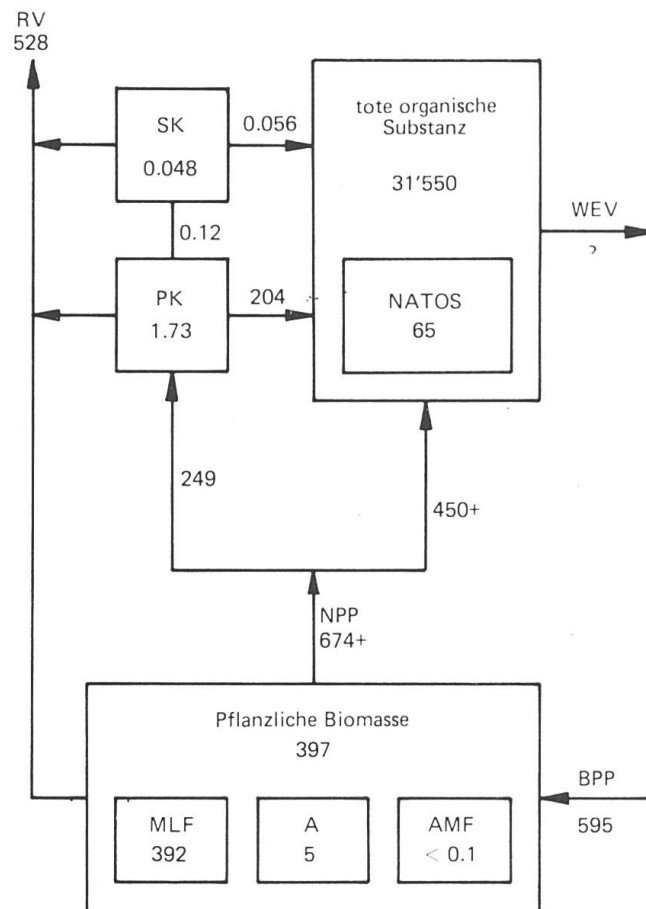 RV
528
SK
0.048
0.056
tote organische
Substanz
31'550
WEV
?
0.12
PK
1.73
204
NATOS
65
249
450+
NPP
674+
Pflanzliche Biomasse
397
BPP
595
MLF
392
A
5
AMF
< 0.1